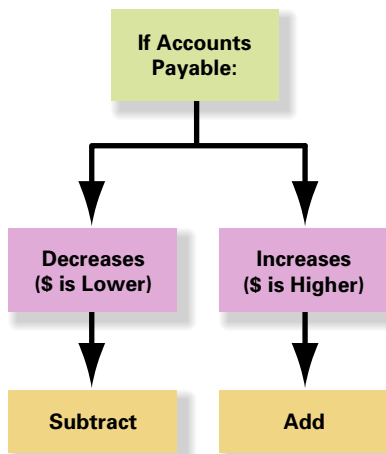 If Accounts
Payable:
Decreases
($ is Lower)
Increases
($ is Higher)
Subtract
Add